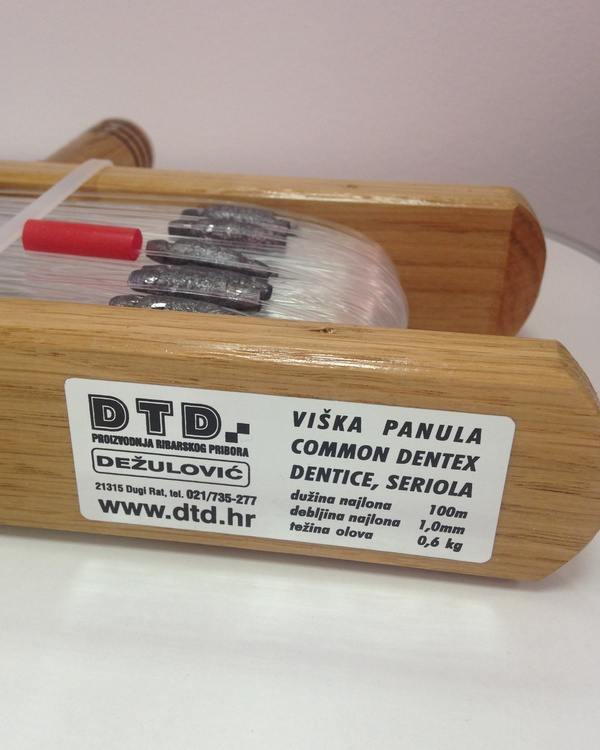 DTD
PROIZVODNJA RIBARSKOG PRIBORA
DEŽULOVIĆ
21315 Dugi Rat, tel. 021/735-277
www.dtd.hr
VIŠKA PANULA
COMMON DENTEX
DENTICE, SERIOLA
dužina najlona 100m
debljina najlona 1,0mm
težina olova 0,6 kg